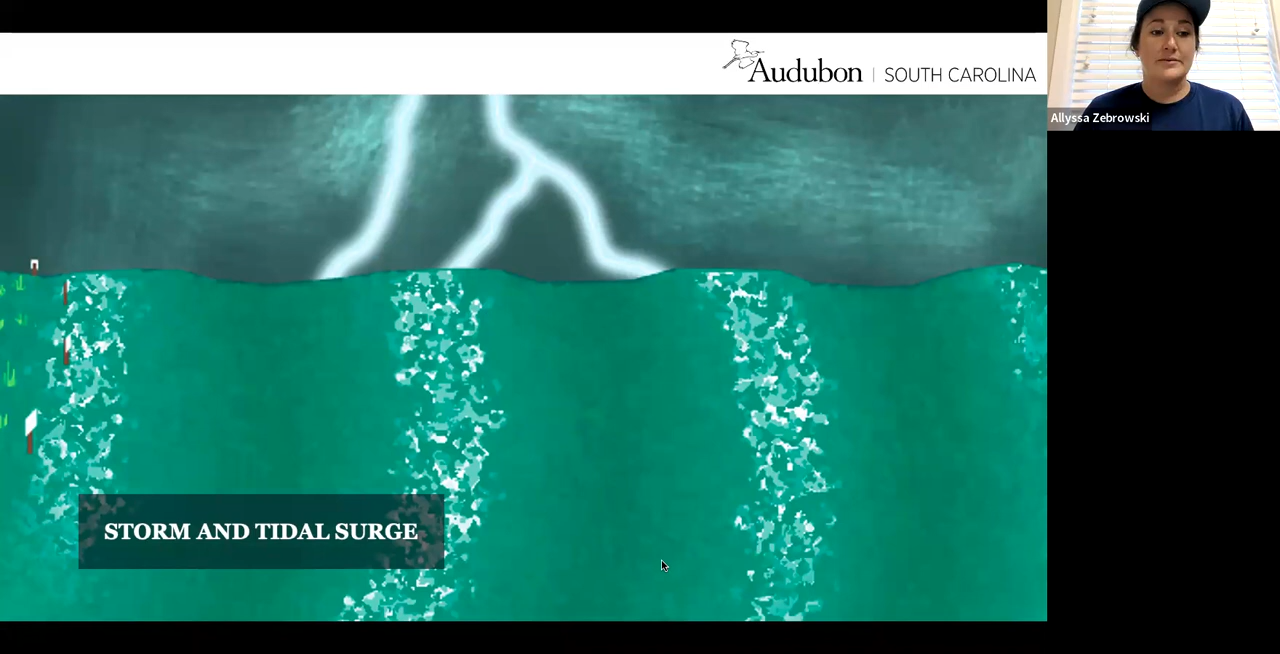 Audubon | SOUTH CAROLINA
Allyssa Zebrowski
STORM AND TIDAL SURGE